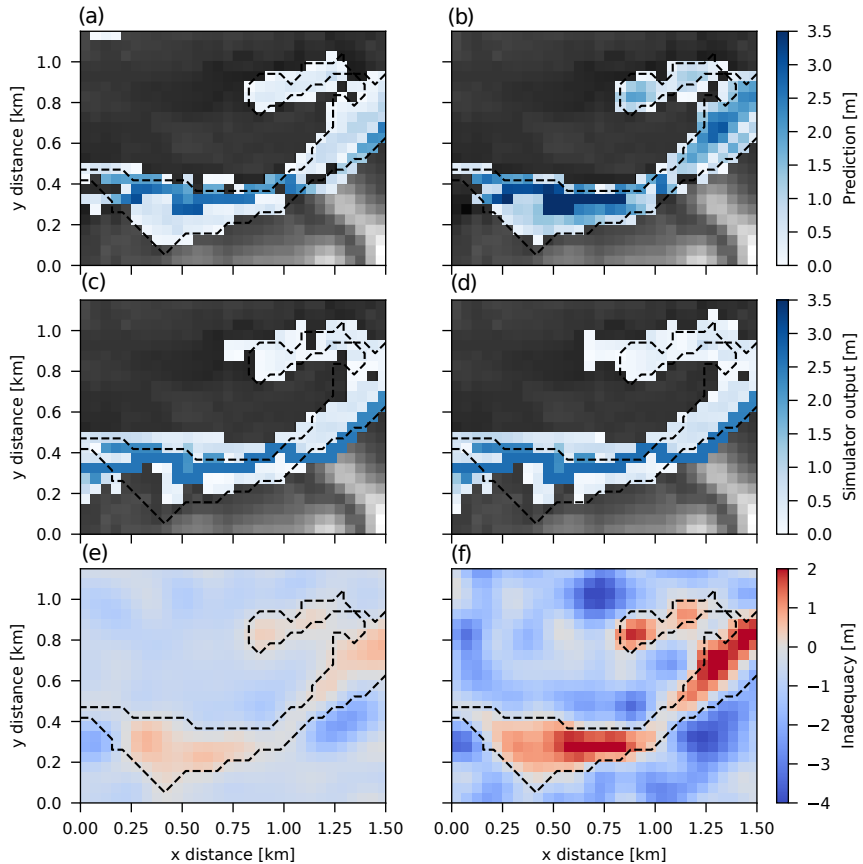 (a)
(b)
1.0
0.8
0.6
0.4
0.2
0.0
y distance [km]
3.5
3.0
2.5
2.0
1.5
1.0
0.5
0.0
Prediction [m]
(c)
(d)
1.0
0.8
0.6
0.4
0.2
0.0
y distance [km]
3.5
3.0
2.5
2.0
1.5
1.0
0.5
0.0
Simulator output [m]
(e)
(f)
1.0
0.8
0.6
0.4
0.2
0.0
y distance [km]
2
1
0
−1
−2
−3
−4
Inadequacy [m]
0.00 0.25 0.50 0.75 1.00 1.25 1.50
0.00 0.25 0.50 0.75 1.00 1.25 1.50
x distance [km]
x distance [km]